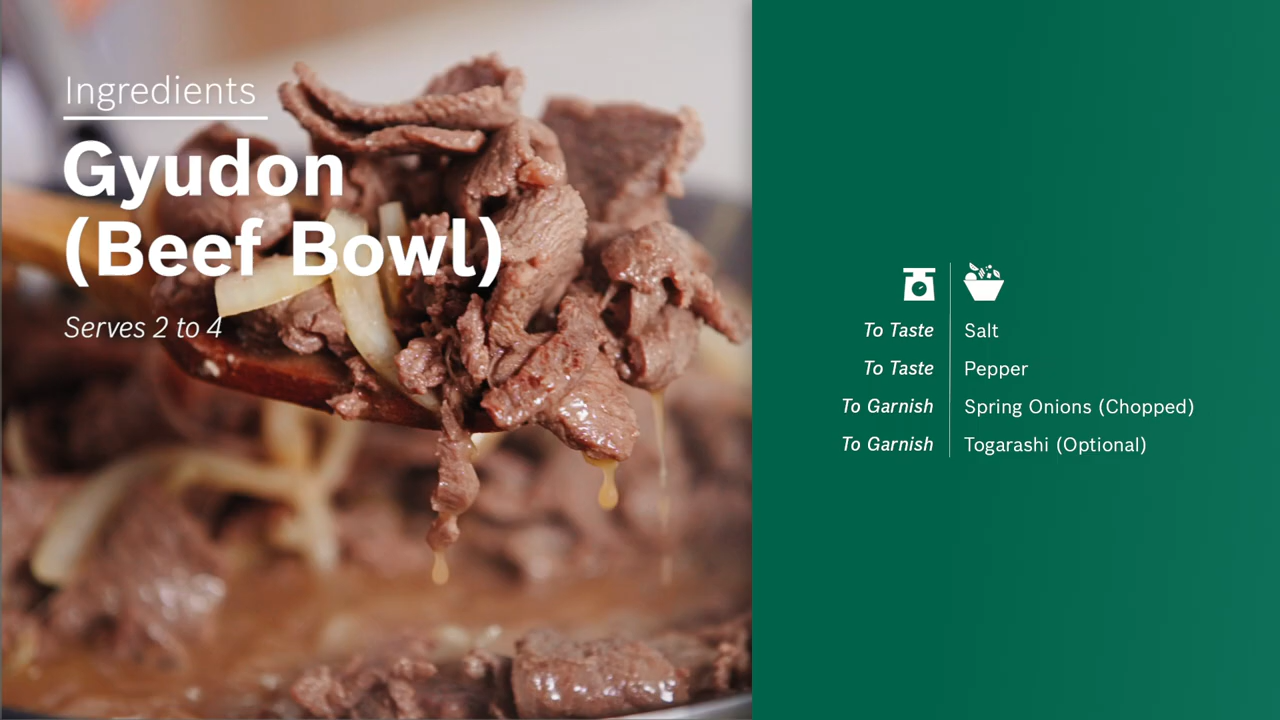 Ingredients
Gyudon
(Beef Bowl)
Serves 2 to 4
To Taste Salt
To Taste Pepper
To Garnish Spring Onions (Chopped)
To Garnish Togarashi (Optional)